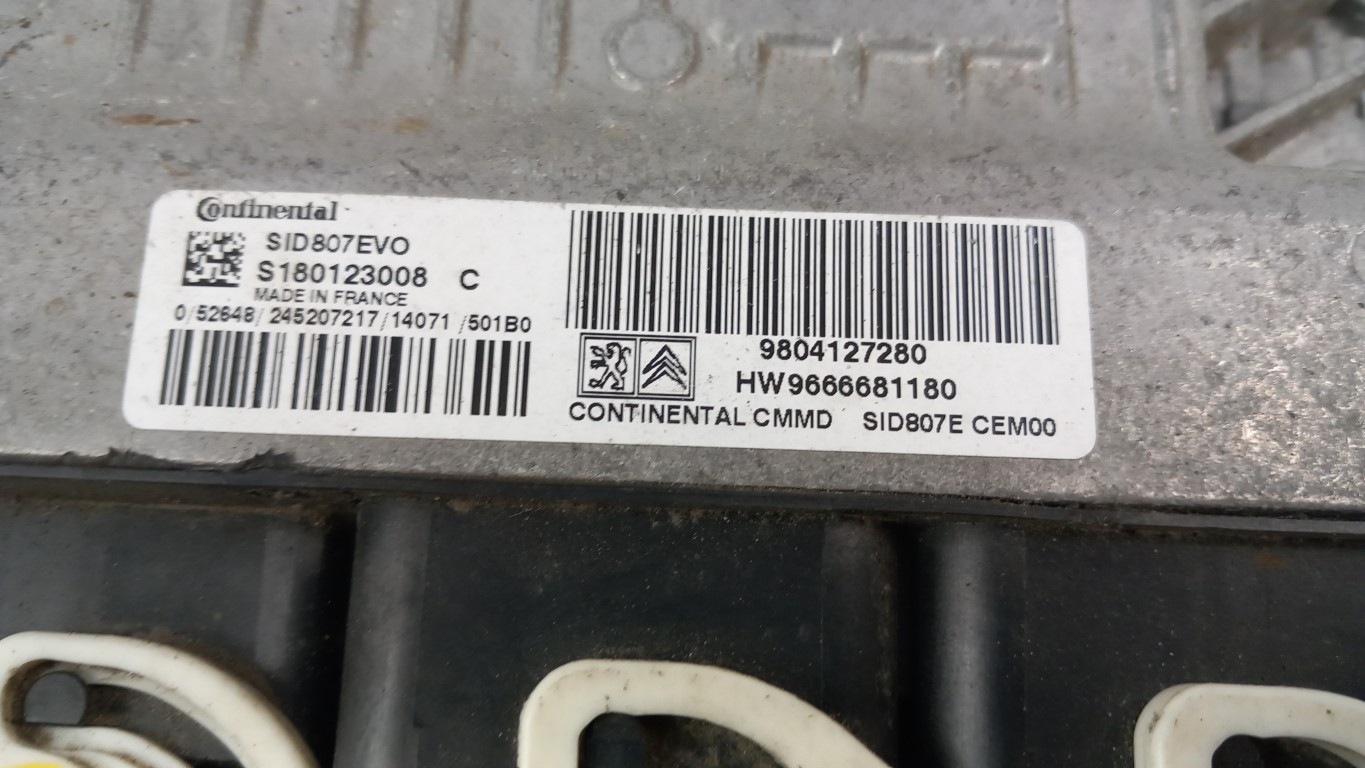 Continental
SID807EVO
S180123008 C
MADE IN FRANCE
0/52648/245207217/14071/501B0
9804127280
HW9666681180
CONTINENTAL CMMD SID807E CEM00